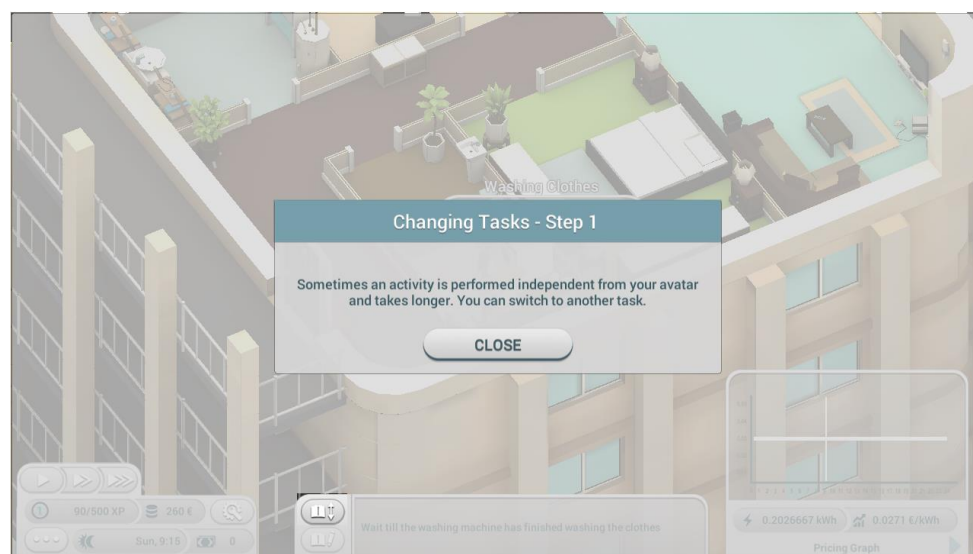 Washing Clothes
Changing Tasks - Step 1
Sometimes an activity is performed independent from your avatar
and takes longer. You can switch to another task.
CLOSE
1 90/500 XP 260 €
Sun, 9:15 0
Wait till the washing machine has finished washing the clothes
0.2026667 kWh 0.0271 €/kWh
Pricing Graph